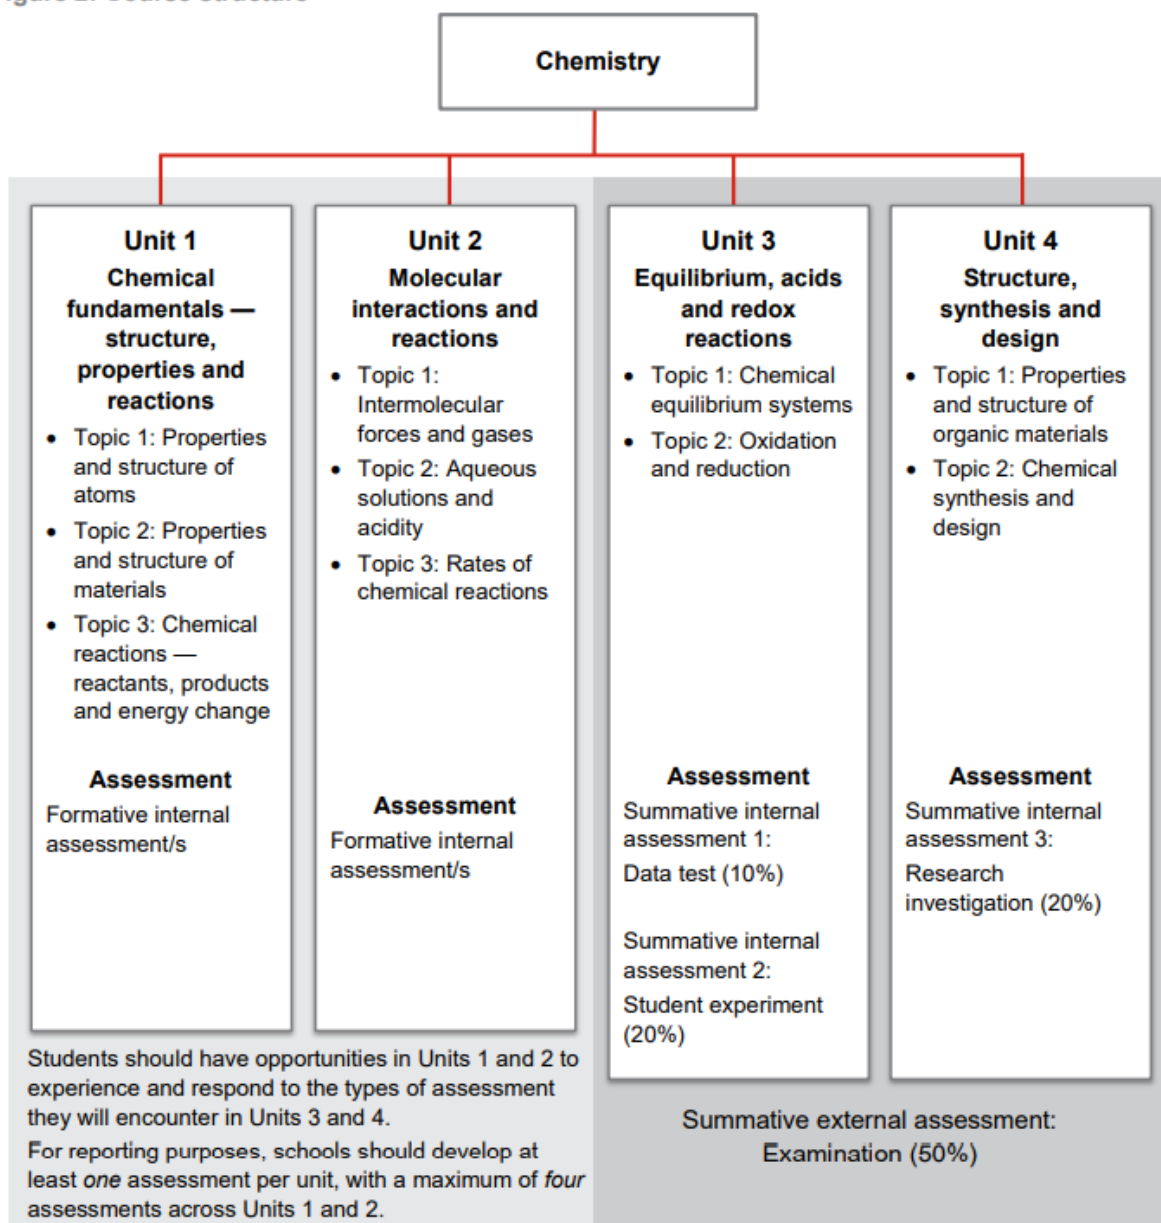 Chemistry
Unit 1
Chemical
fundamentals —
structure,
properties and
reactions
• Topic 1: Properties
and structure of
atoms
• Topic 2: Properties
and structure of
materials
• Topic 3: Chemical
reactions —
reactants, products
and energy change
Assessment
Formative internal
assessment/s
Unit 2
Molecular
interactions and
reactions
• Topic 1:
Intermolecular
forces and gases
• Topic 2: Aqueous
solutions and
acidity
• Topic 3: Rates of
chemical reactions
Assessment
Formative internal
assessment/s
Students should have opportunities in Units 1 and 2 to
experience and respond to the types of assessment
they will encounter in Units 3 and 4.
For reporting purposes, schools should develop at
least one assessment per unit, with a maximum of four
assessments across Units 1 and 2.
Unit 3
Equilibrium, acids
and redox
reactions
• Topic 1: Chemical
equilibrium systems
• Topic 2: Oxidation
and reduction
Assessment
Summative internal
assessment 1:
Data test (10%)
Summative internal
assessment 2:
Student experiment
(20%)
Unit 4
Structure,
synthesis and
design
• Topic 1: Properties
and structure of
organic materials
• Topic 2: Chemical
synthesis and
design
Assessment
Summative internal
assessment 3:
Research
investigation (20%)
Summative external assessment:
Examination (50%)